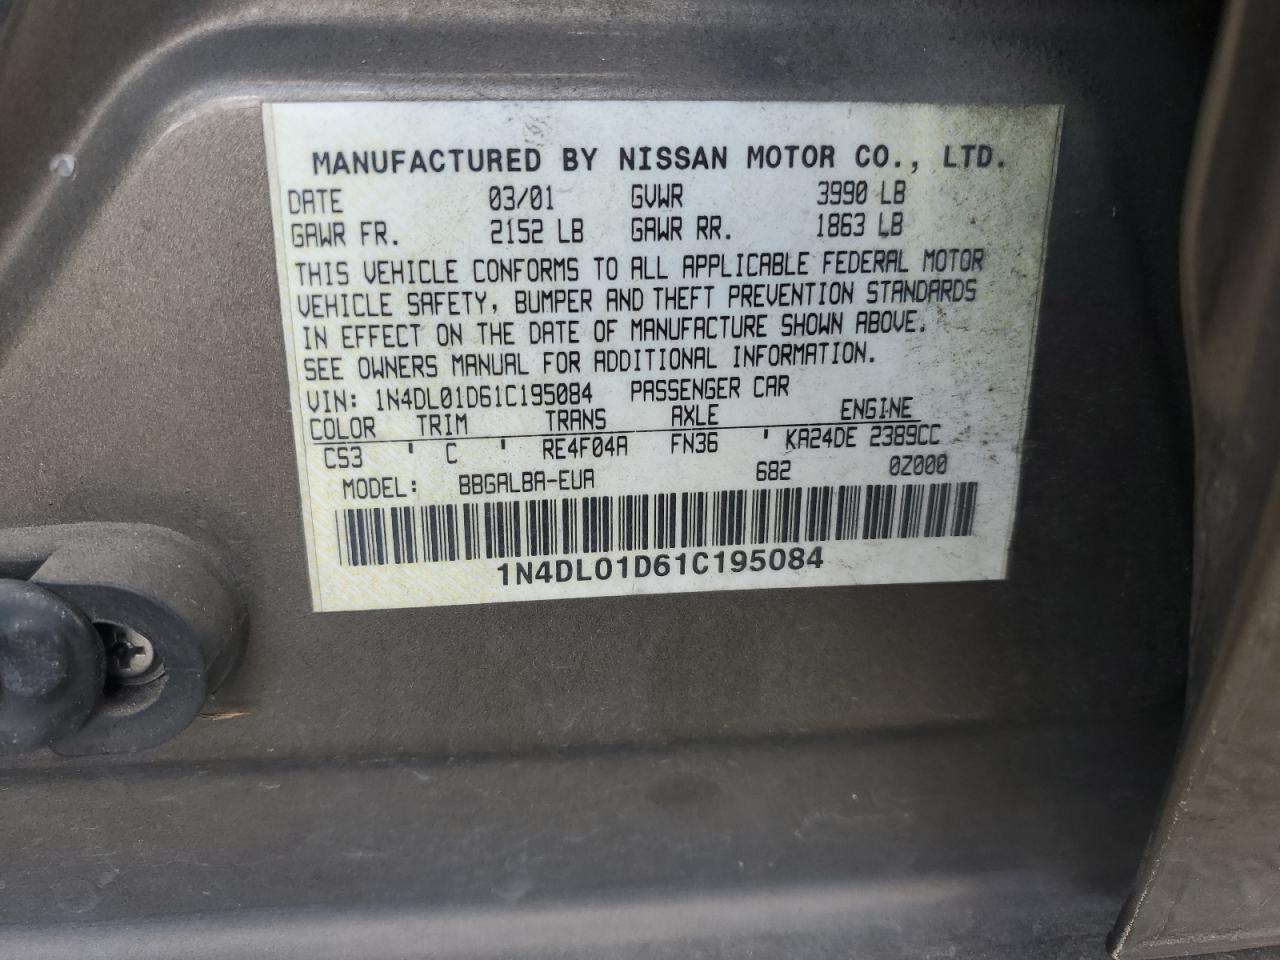 MANUFACTURED BY NISSAN MOTOR CO., LTD.
DATE 03/01 GVWR 3990 LB
GAWR FR. 2152 LB GAWR RR. 1863 LB
THIS VEHICLE CONFORMS TO ALL APPLICABLE FEDERAL MOTOR
VEHICLE SAFETY, BUMPER AND THEFT PREVENTION STANDARDS
IN EFFECT ON THE DATE OF MANUFACTURE SHOWN ABOVE.
SEE OWNERS MANUAL FOR ADDITIONAL INFORMATION.
VIN: 1N4DL01D61C195084 PASSENGER CAR
COLOR TRIM TRANS AXLE ENGINE
CS3 ' C ' RE4F04A FN36 ' KA24DE 2389CC
MODEL: BBGALBA-EUA 682 0Z000
1N4DL01D61C195084